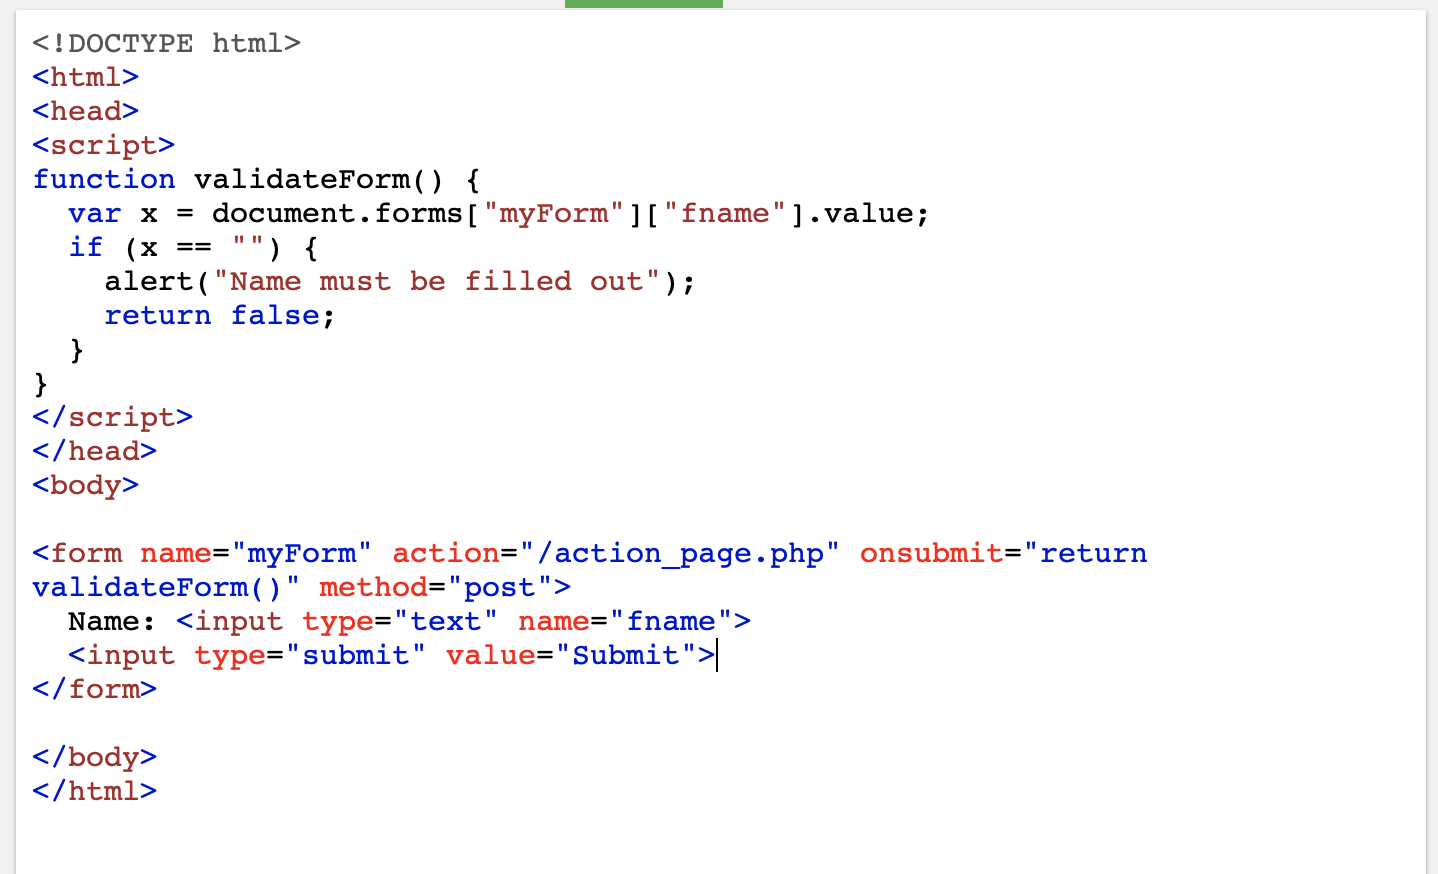 <!DOCTYPE html>
<html>
<head>
<script>
function validateForm() {
  var x = document.forms["myForm"]["fname"].value;
  if (x == "") {
    alert("Name must be filled out");
    return false;
  }
}
</script>
</head>
<body>

<form name="myForm" action="/action_page.php" onsubmit="return
validateForm()" method="post">
  Name: <input type="text" name="fname">
  <input type="submit" value="Submit">
</form>

</body>
</html>